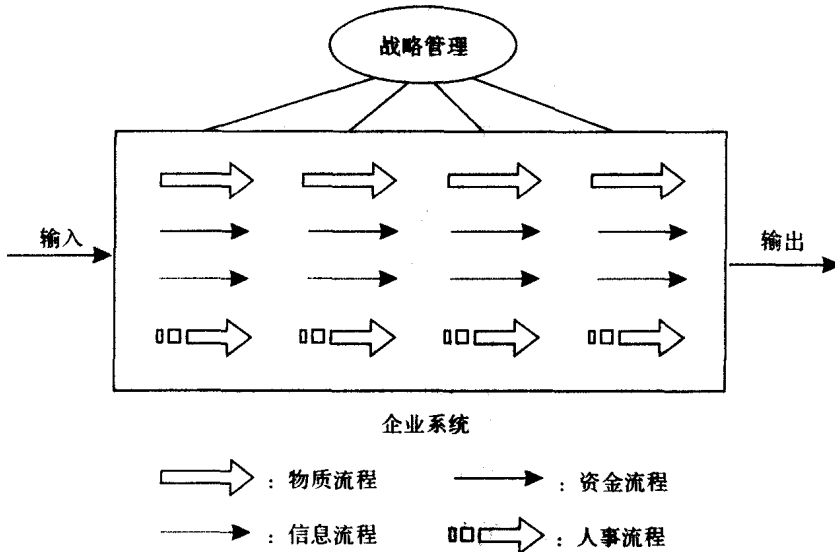 战略管理
输入
输出
企业系统
：物质流程
：资金流程
：信息流程
：人事流程